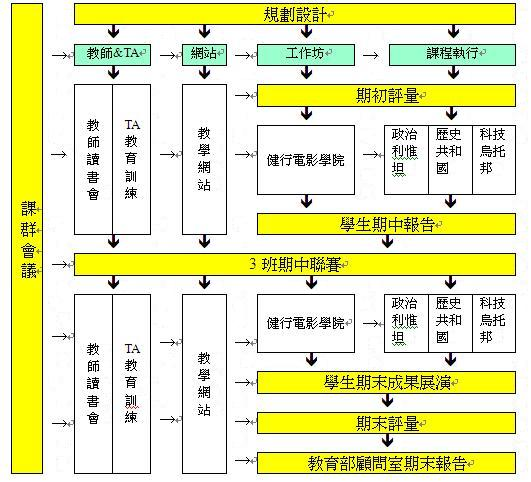 課群會議
規劃設計
教師&TA
網站
工作坊
課程執行
期初評量
教師讀書會
TA
教育訓練
教學網站
健行電影學院
政治
利惟
坦
歷史
共和
國
科技
烏托
邦
學生期中報告
3 班期中聯賽
教師讀書會
TA
教育訓練
教學網站
健行電影學院
政治
利惟
坦
歷史
共和
國
科技
烏托
邦
學生期末成果展演
期末評量
教育部顧問室期末報告